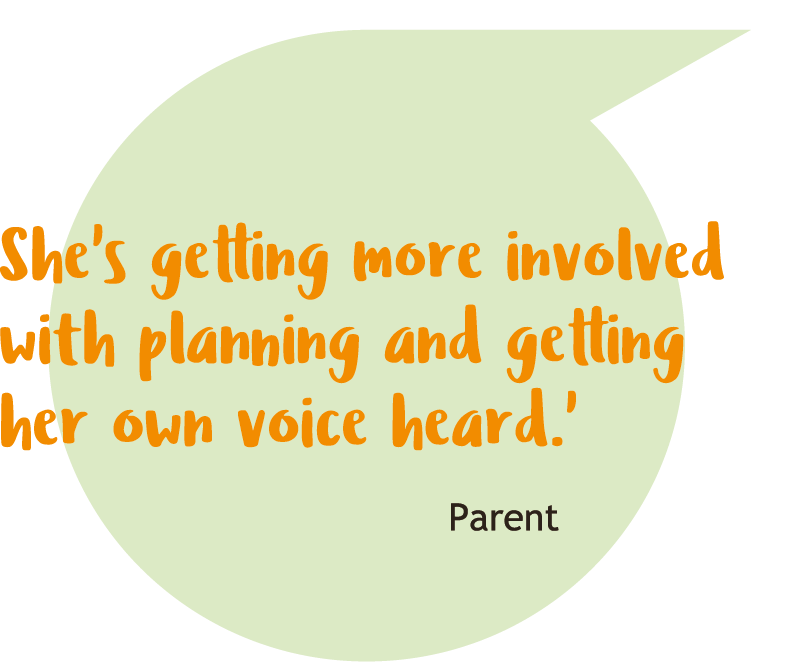 She's getting more involved
with planning and getting
her own voice heard.'
Parent